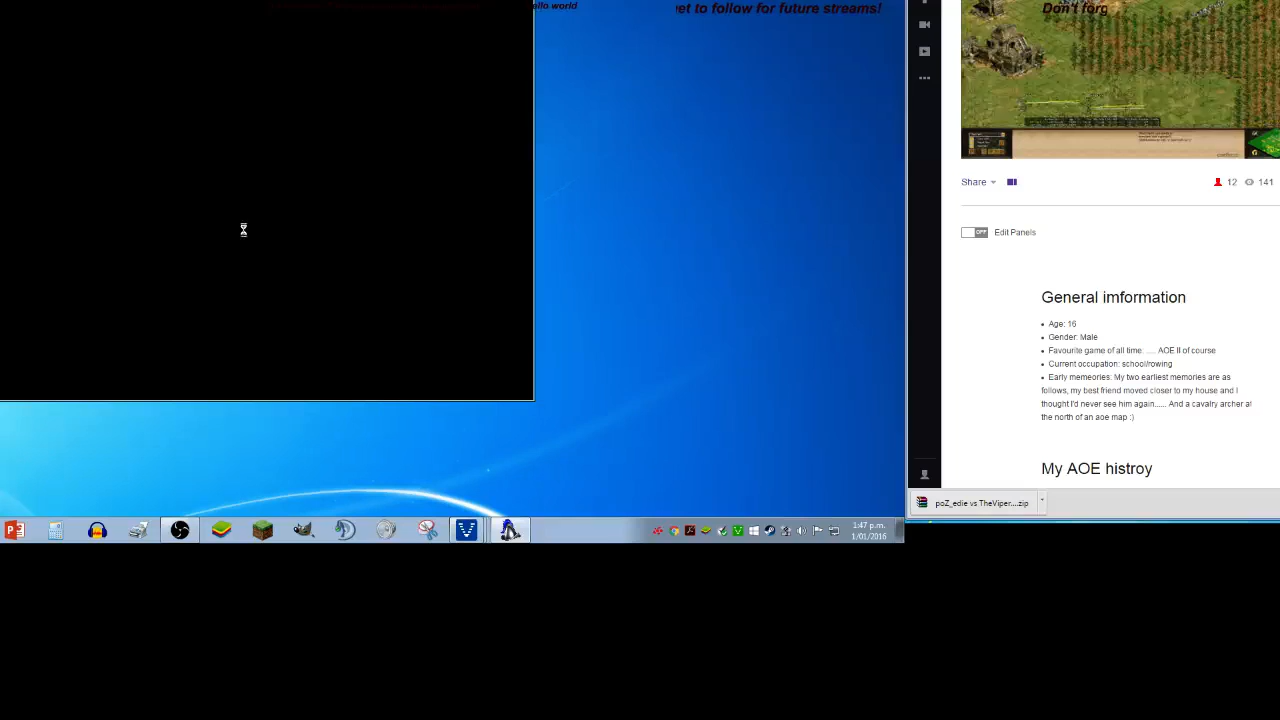 ello world
et to follow for future streams!
Don't forg
Share
12
141
OFF
Edit Panels
General imformation
Age: 16
Gender: Male
Favourite game of all time: .... AOE II of course
Current occupation: school/rowing
Early memeories: My two earliest memories are as
follows, my best friend moved closer to my house and I
thought I'd never see him again...... And a cavalry archer at
the north of an aoe map :)
My AOE histroy
poZ_edie vs TheViper....zip
1:47 p.m.
1/01/2016